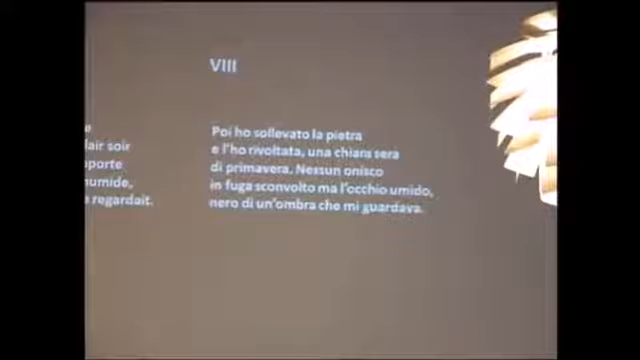 VIII
lair soir
humide,
regardait.
Poi ho sollevato la pietra
e l'ho rivoltata, una chiara sera
di primavera. Nessun onisco
in fuga sconvolto ma l'occhio umido,
nero di un'ombra che mi guardava.